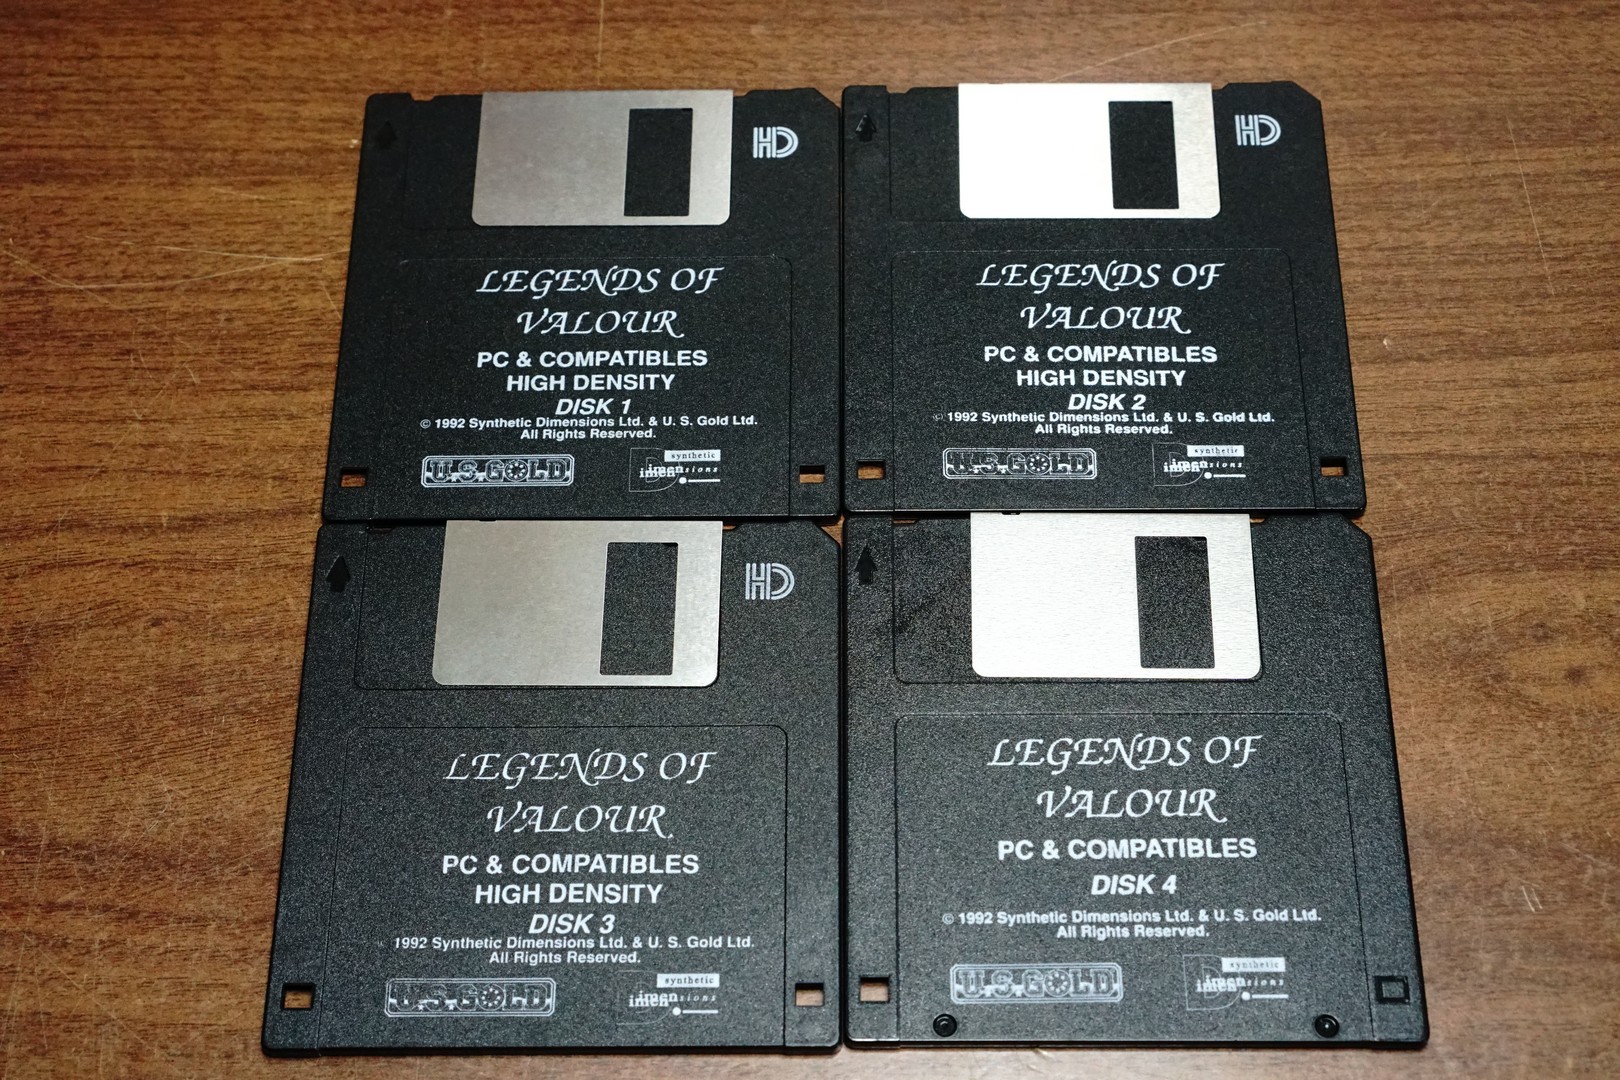 HD
LEGENDS OF
VALOUR
PC & COMPATIBLES
HIGH DENSITY
DISK 1
© 1992 Synthetic Dimensions Ltd. & U. S. Gold Ltd.
All Rights Reserved.
U.S.GOLD
synthetic
Dimensions
HD
LEGENDS OF
VALOUR
PC & COMPATIBLES
HIGH DENSITY
DISK 2
© 1992 Synthetic Dimensions Ltd. & U. S. Gold Ltd.
All Rights Reserved.
U.S.GOLD
synthetic
Dimensions
HD
LEGENDS OF
VALOUR
PC & COMPATIBLES
HIGH DENSITY
DISK 3
1992 Synthetic Dimensions Ltd. & U. S. Gold Ltd.
All Rights Reserved.
U.S.GOLD
synthetic
Dimensions
LEGENDS OF
VALOUR
PC & COMPATIBLES
DISK 4
© 1992 Synthetic Dimensions Ltd. & U. S. Gold Ltd.
All Rights Reserved.
U.S.GOLD
synthetic
Dimensions